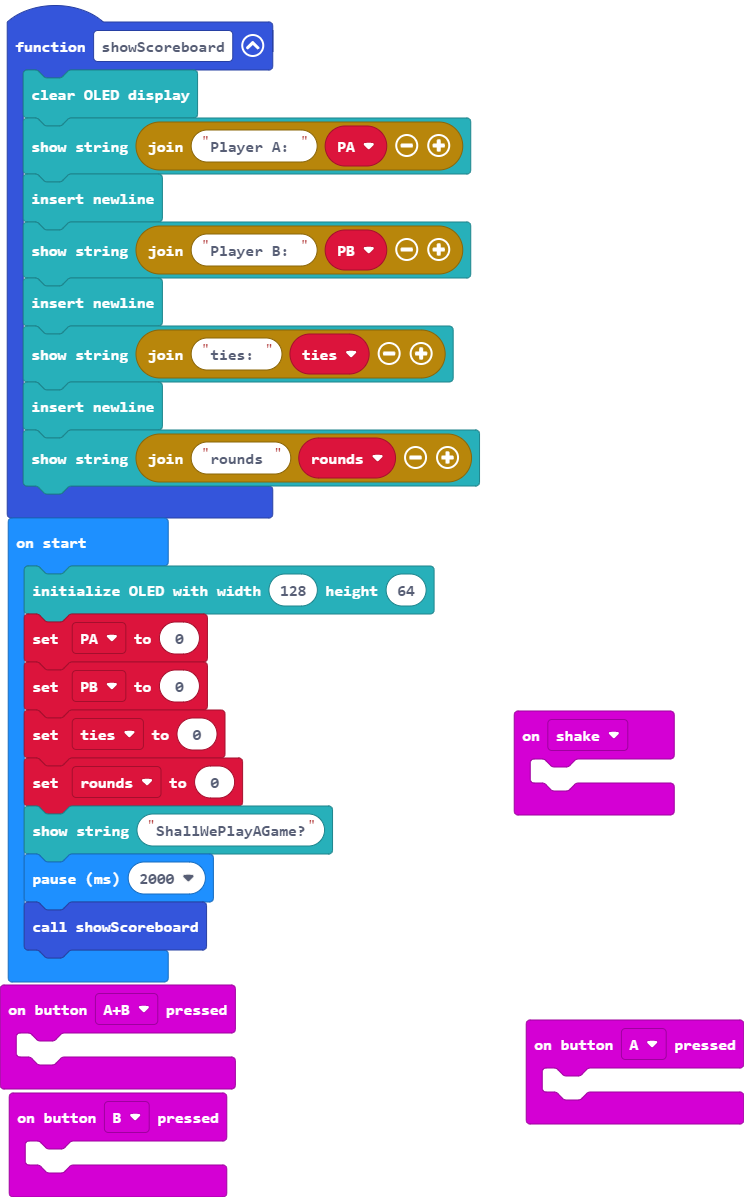 function showScoreboard
clear OLED display
show string join "Player A: " PA
insert newline
show string join "Player B: " PB
insert newline
show string join "ties: " ties
insert newline
show string join "rounds " rounds
on start
initialize OLED with width 128 height 64
set PA to 0
set PB to 0
set ties to 0
set rounds to 0
show string "ShallWePlayAGame?"
pause (ms) 2000
call showScoreboard
on shake
on button A+B pressed
on button B pressed
on button A pressed